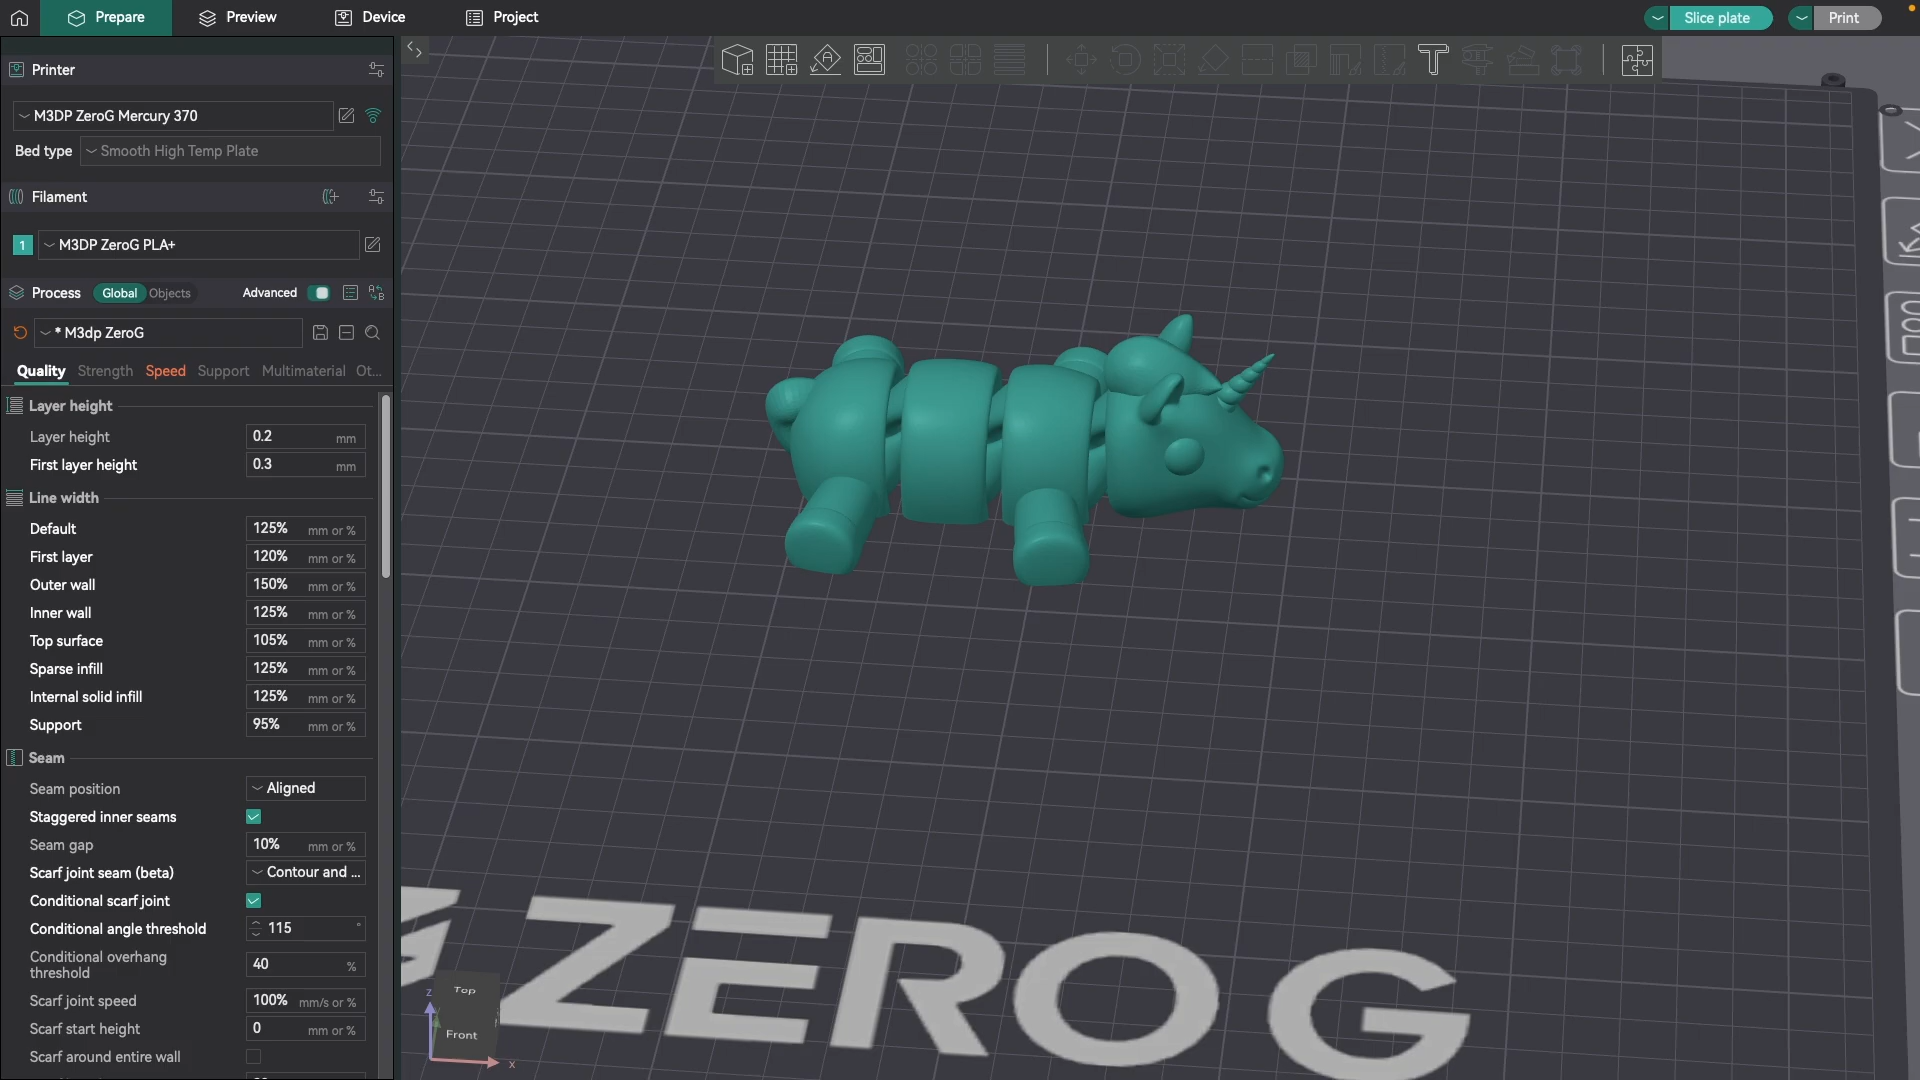 Prepare
Preview
Device
Project
Slice plate
Print
Printer
M3DP ZeroG Mercury 370
Bed type
Smooth High Temp Plate
Filament
1
M3DP ZeroG PLA+
Process
Global
Objects
Advanced
* M3dp ZeroG
Quality
Strength
Speed
Support
Multimaterial
Ot...
Layer height
Layer height 0.2 mm
First layer height 0.3 mm
Line width
Default 125% mm or %
First layer 120% mm or %
Outer wall 150% mm or %
Inner wall 125% mm or %
Top surface 105% mm or %
Sparse infill 125% mm or %
Internal solid infill 125% mm or %
Support 95% mm or %
Seam
Seam position Aligned
Staggered inner seams
Seam gap 10% mm or %
Scarf joint seam (beta) Contour and ...
Conditional scarf joint
Conditional angle threshold 115 °
Conditional overhang
threshold 40 %
Scarf joint speed 100% mm/s or %
Scarf start height 0 mm or %
Scarf around entire wall
ZERO G
Top
Front
z
x